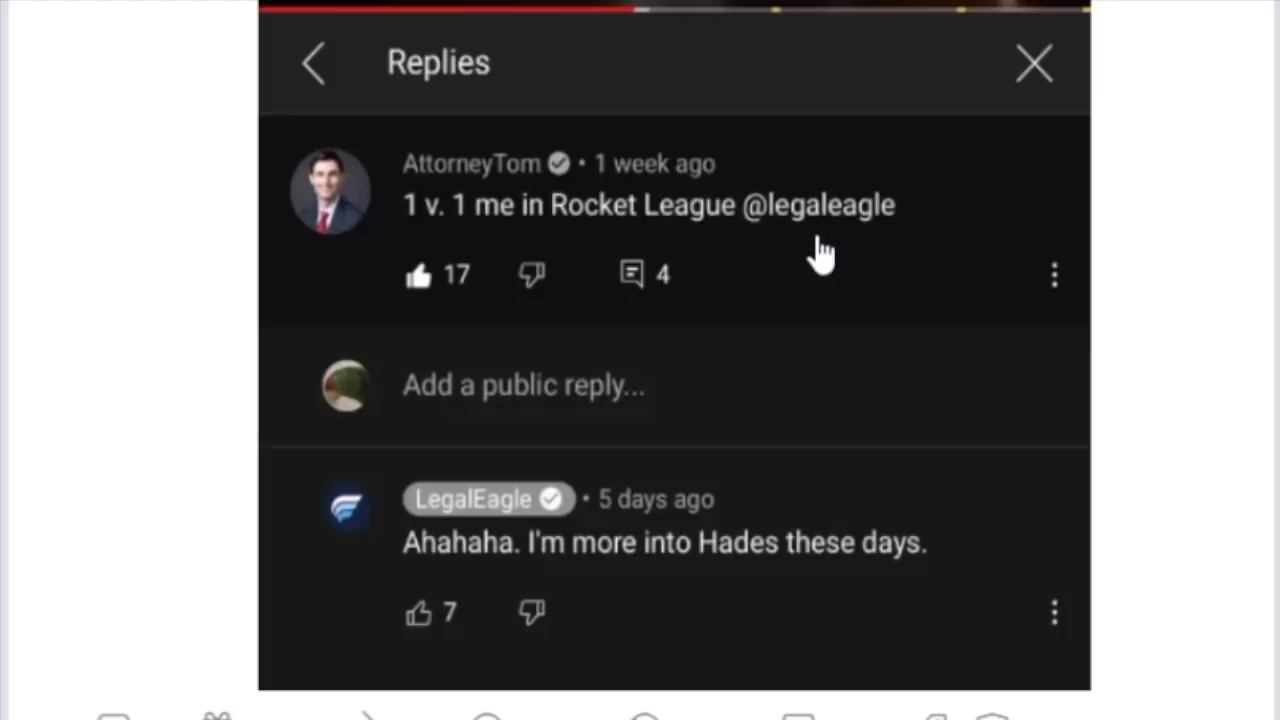 Replies
AttorneyTom • 1 week ago
1 v. 1 me in Rocket League @legaleagle
17
4
Add a public reply...
LegalEagle • 5 days ago
Ahahaha. I'm more into Hades these days.
7